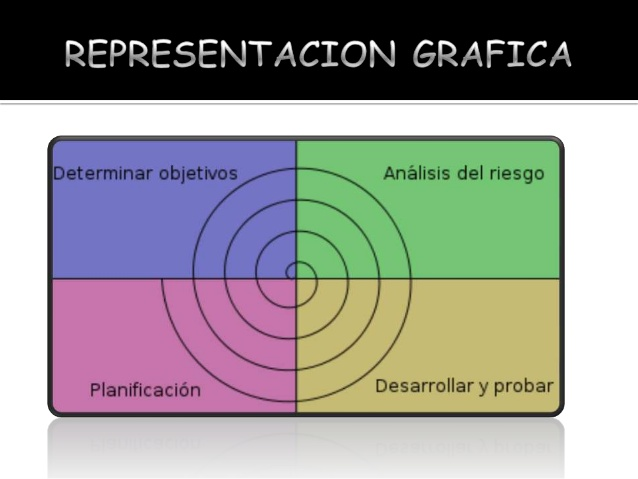 REPRESENTACION GRAFICA
Determinar objetivos
Análisis del riesgo
Planificación
Desarrollar y probar